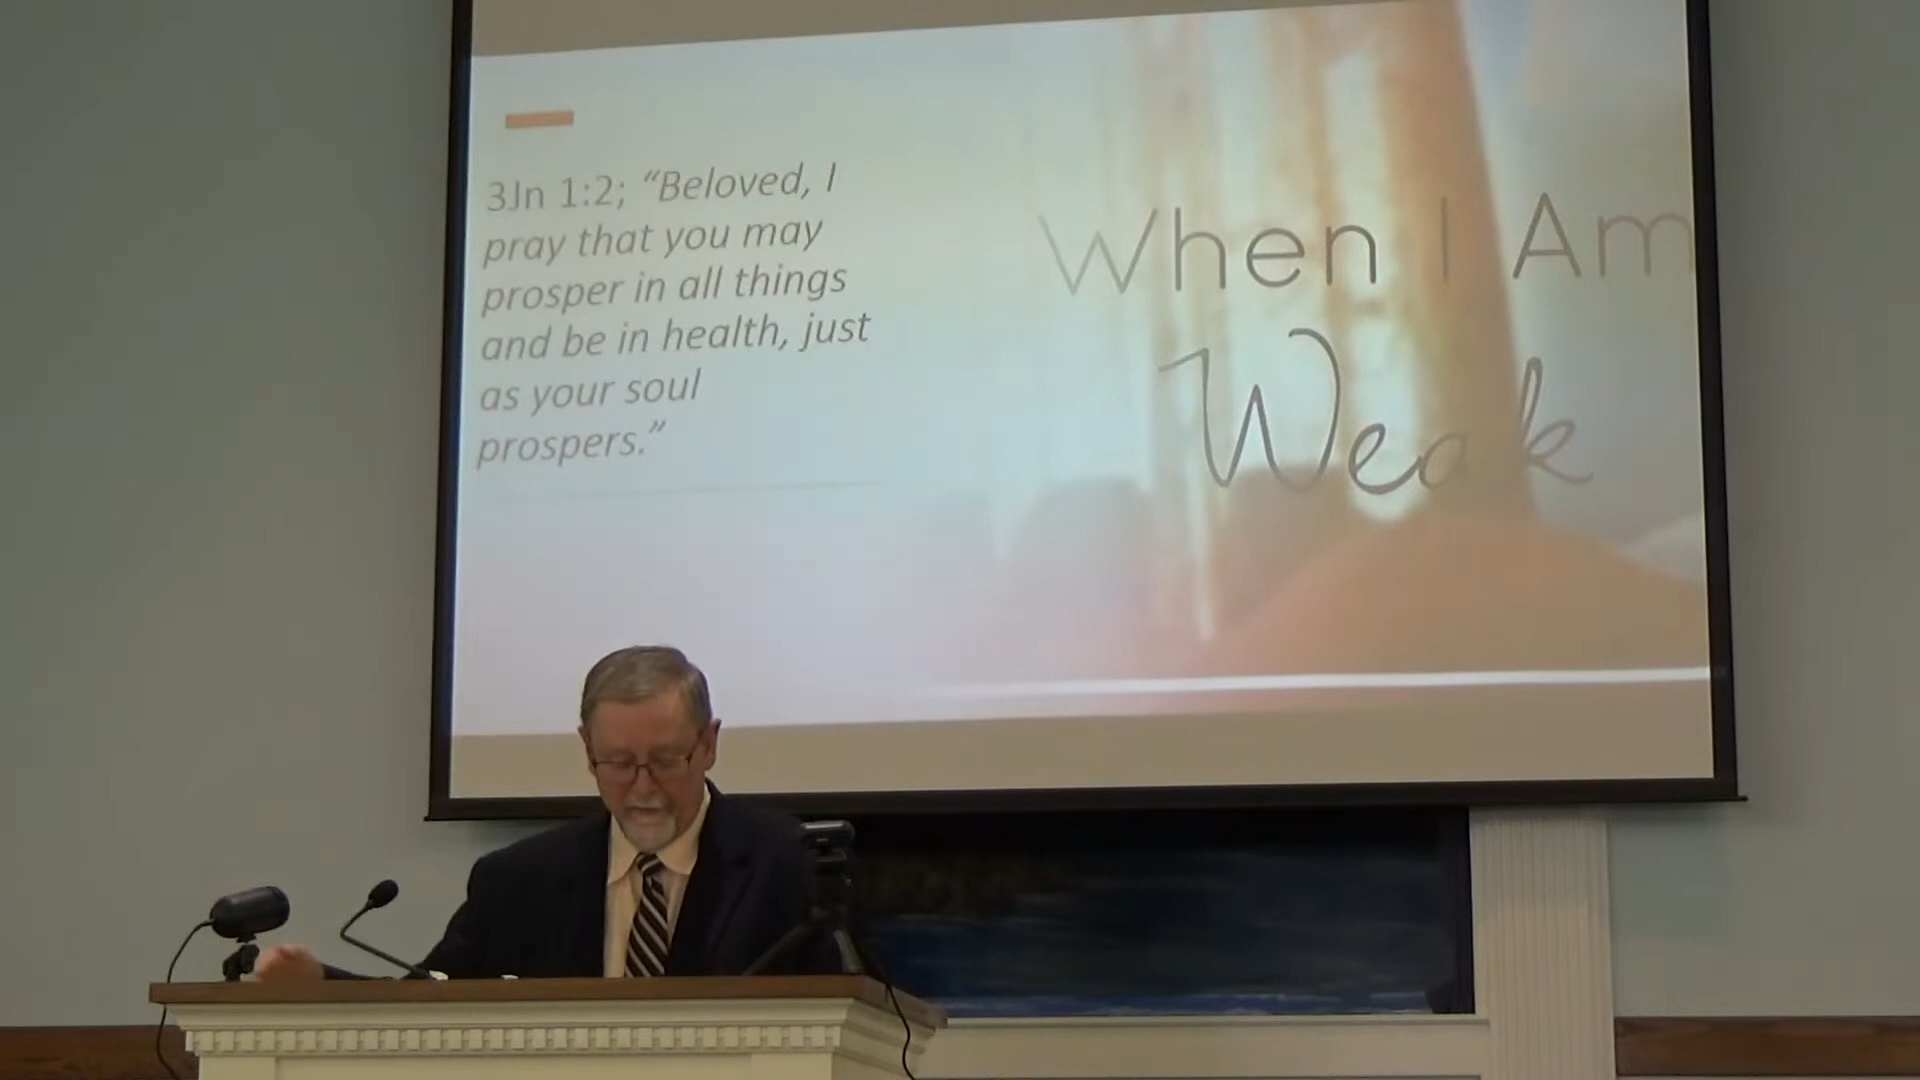 3Jn 1:2; “Beloved, I
pray that you may
prosper in all things
and be in health, just
as your soul
prospers.”
When I Am
Weak